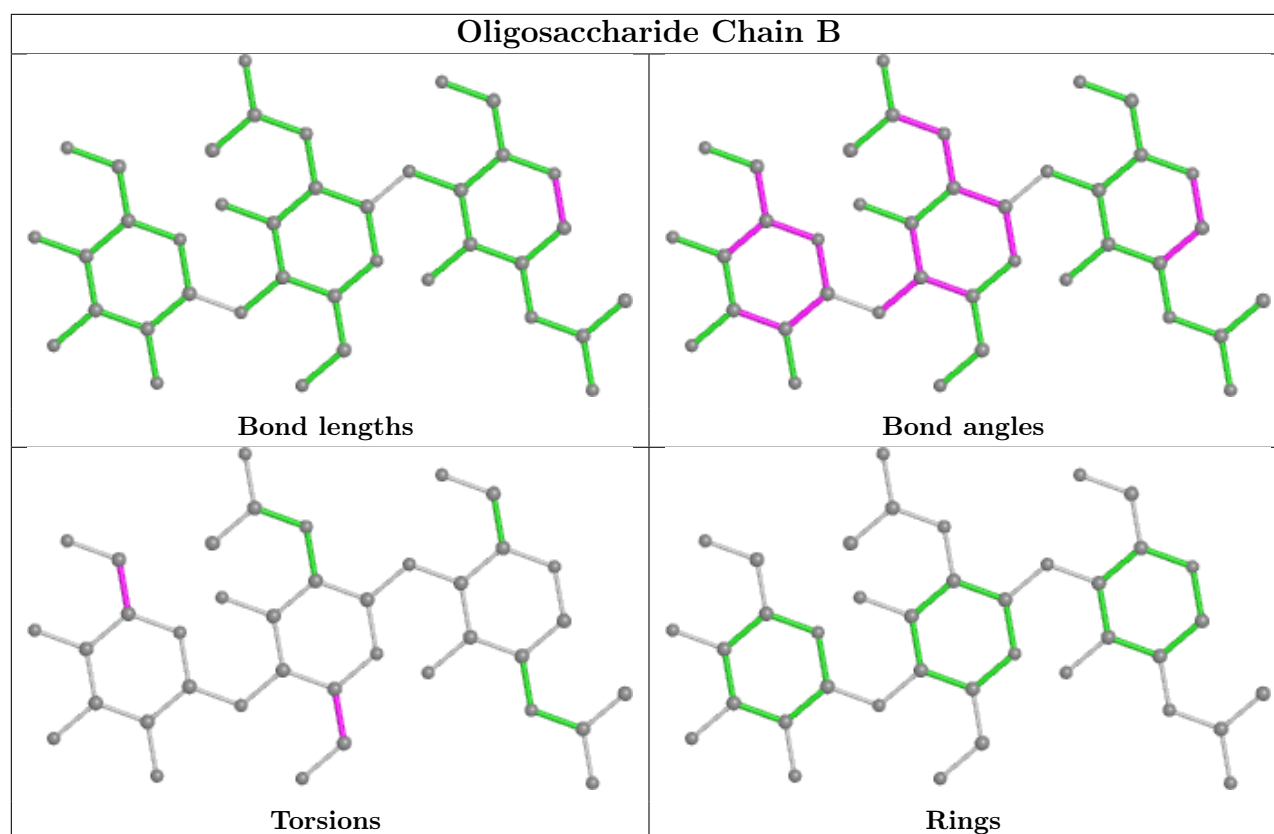 Oligosaccharide Chain B
Bond lengths
Bond angles
Torsions
Rings